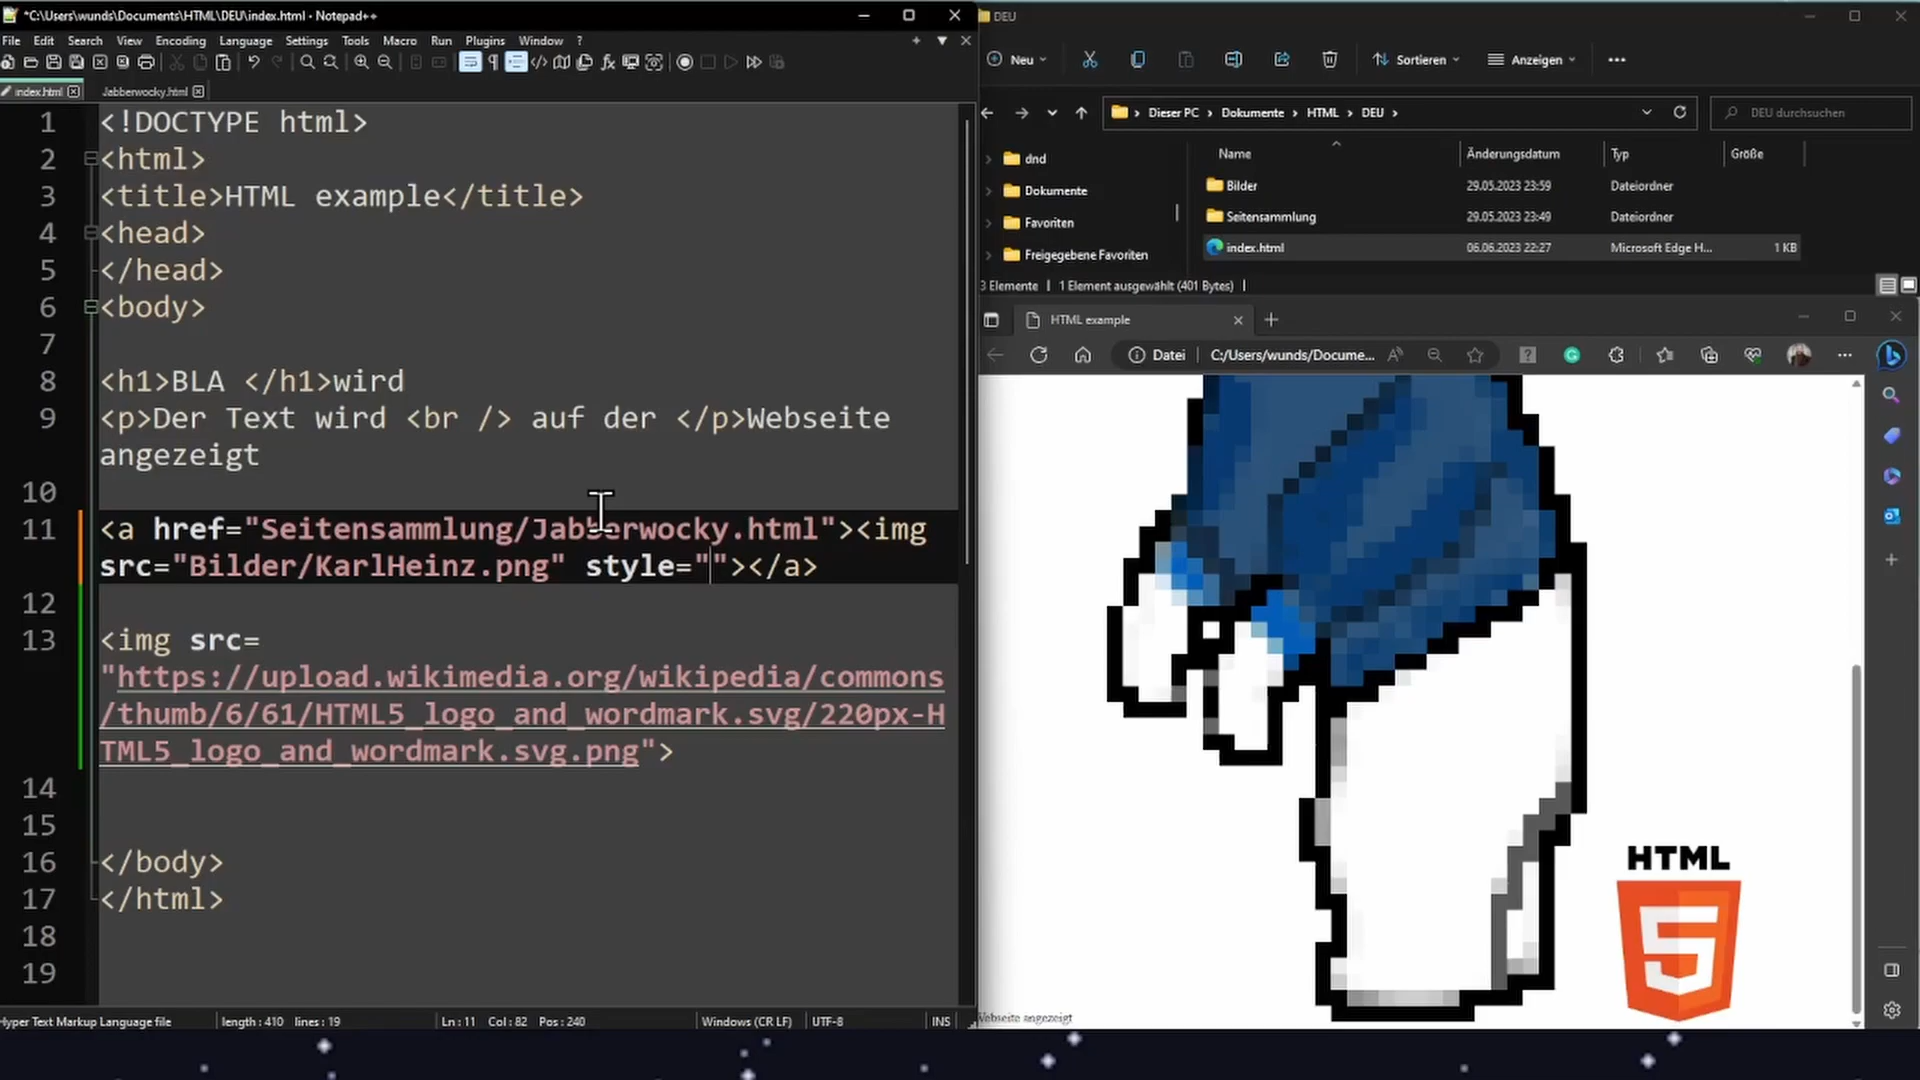 *C:\Users\wunds\Documents\HTML\DEU\index.html - Notepad++
File Edit Search View Encoding Language Settings Tools Macro Run Plugins Window ?
index.html Jabberwocky.html
1 <!DOCTYPE html>
2 <html>
3 <title>HTML example</title>
4 <head>
5 </head>
6 <body>
7
8 <h1>BLA </h1>wird
9 <p>Der Text wird <br /> auf der </p>Webseite
angezeigt
10
11 <a href="Seitensammlung/Jabberwocky.html"><img
src="Bilder/KarlHeinz.png" style=""></a>
12
13 <img src=
"https://upload.wikimedia.org/wikipedia/commons
/thumb/6/61/HTML5_logo_and_wordmark.svg/220px-H
TML5_logo_and_wordmark.svg.png">
14
15
16 </body>
17 </html>
18
19
Hyper Text Markup Language file length : 410 lines : 19 Ln : 11 Col : 82 Pos : 240 Windows (CR LF) UTF-8 INS
DEU
Neu Sortieren Anzeigen
Dieser PC > Dokumente > HTML > DEU > DEU durchsuchen
Name Änderungsdatum Typ Größe
dnd
Dokumente
Favoriten
Freigegebene Favoriten
Bilder 29.05.2023 23:59 Dateiordner
Seitensammlung 29.05.2023 23:49 Dateiordner
index.html 06.06.2023 22:27 Microsoft Edge H... 1 KB
3 Elemente 1 Element ausgewählt (401 Bytes)
HTML example
Datei C:/Users/wunds/Docume...
HTML
5
Webseite angezeigt